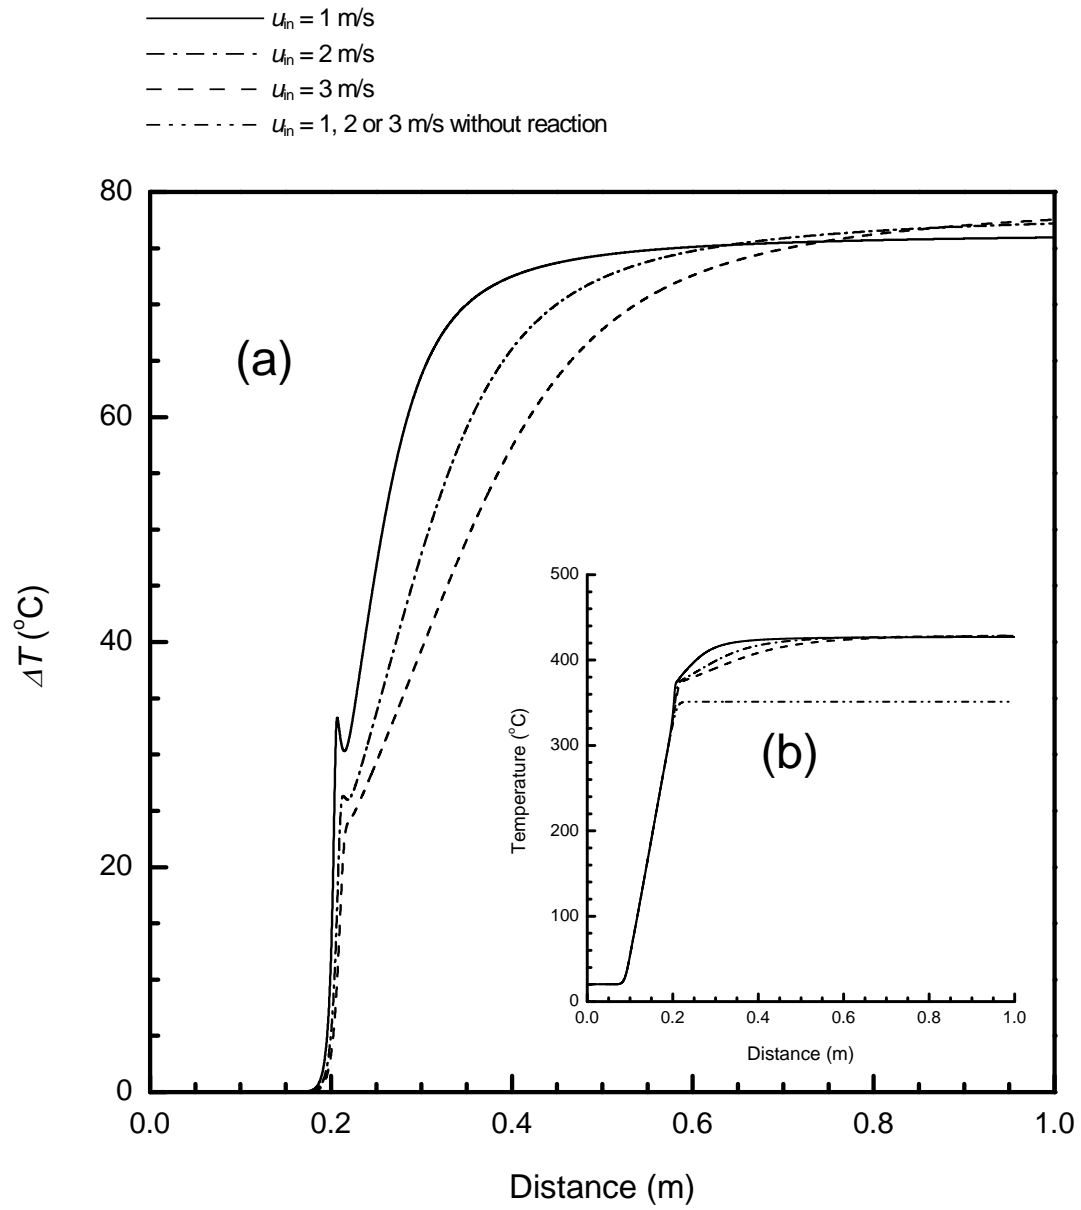 u_in = 1 m/s
u_in = 2 m/s
u_in = 3 m/s
u_in = 1, 2 or 3 m/s without reaction
80
60
40
20
0
ΔT (°C)
(a)
0.0 0.2 0.4 0.6 0.8 1.0
Distance (m)
500
400
300
200
100
0
Temperature (°C)
(b)
0.0 0.2 0.4 0.6 0.8 1.0
Distance (m)